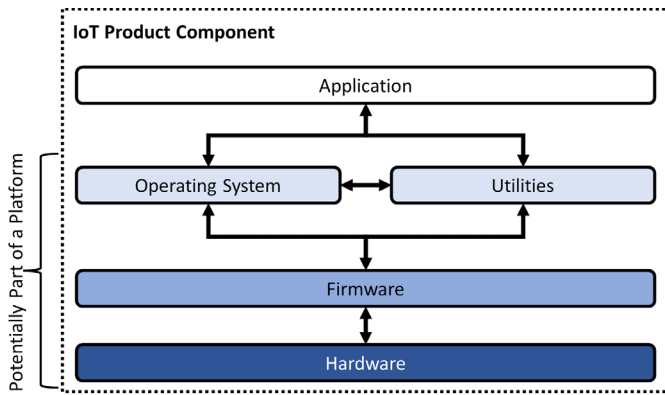 IoT Product Component
Application
Potentially Part of a Platform
Operating System
Utilities
Firmware
Hardware